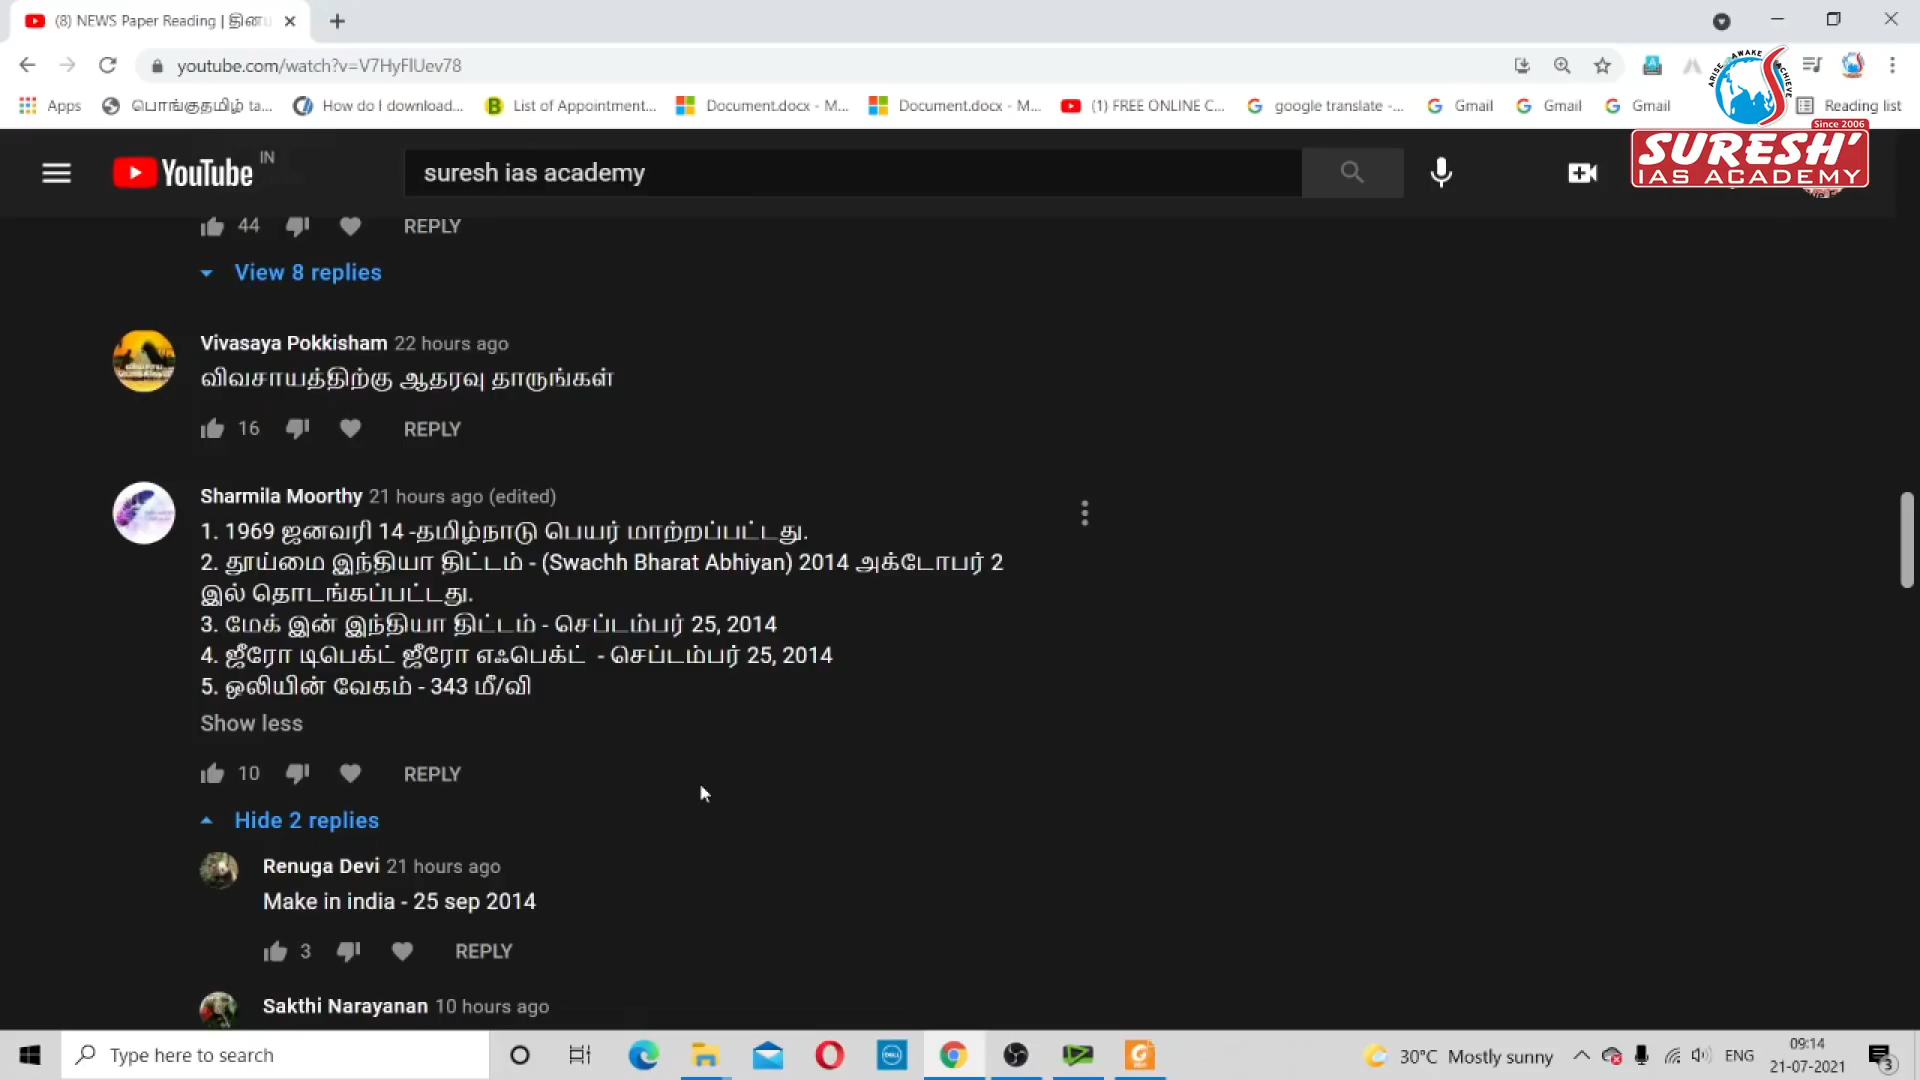 (8) NEWS Paper Reading | தின
youtube.com/watch?v=V7HyFlUev78
Apps பொங்குதமிழ் ta... How do I download... List of Appointment... Document.docx - M... Document.docx - M... (1) FREE ONLINE C... google translate -... Gmail Gmail Gmail Reading list
ARISE AWAKE ACHIEVE
Since 2006
SURESH'
IAS ACADEMY
YouTube IN
suresh ias academy
44 REPLY
View 8 replies
Vivasaya Pokkisham 22 hours ago
விவசாயத்திற்கு ஆதரவு தாருங்கள்
16 REPLY
Sharmila Moorthy 21 hours ago (edited)
1. 1969 ஜனவரி 14 -தமிழ்நாடு பெயர் மாற்றப்பட்டது.
2. தூய்மை இந்தியா திட்டம் - (Swachh Bharat Abhiyan) 2014 அக்டோபர் 2
இல் தொடங்கப்பட்டது.
3. மேக் இன் இந்தியா திட்டம் - செப்டம்பர் 25, 2014
4. ஜீரோ டிபெக்ட் ஜீரோ எஃபெக்ட் - செப்டம்பர் 25, 2014
5. ஒலியின் வேகம் - 343 மீ/வி
Show less
10 REPLY
Hide 2 replies
Renuga Devi 21 hours ago
Make in india - 25 sep 2014
3 REPLY
Sakthi Narayanan 10 hours ago
Type here to search
DELL
30°C Mostly sunny
ENG
09:14
21-07-2021
3